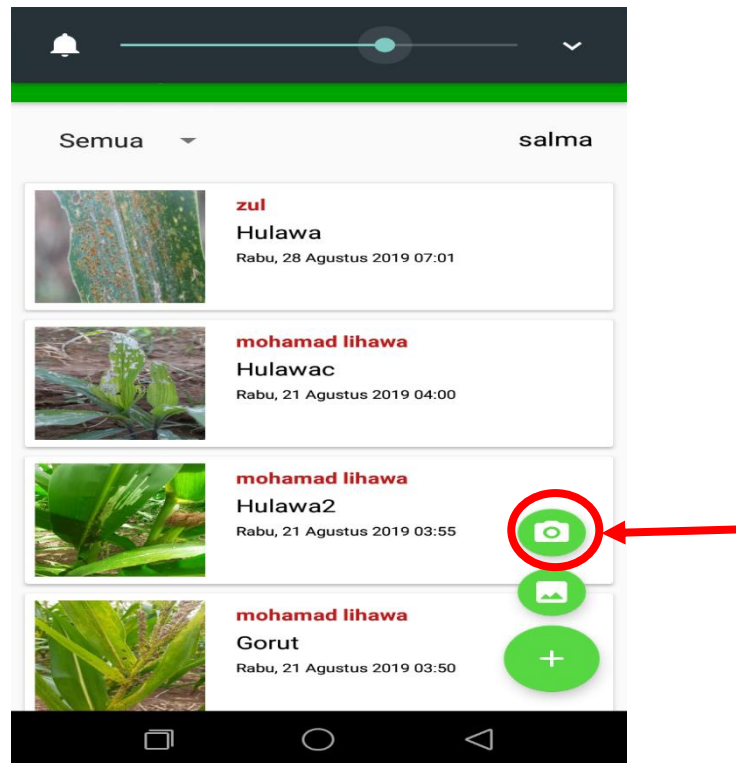 Semua
salma
zul
Hulawa
Rabu, 28 Agustus 2019 07:01
mohamad lihawa
Hulawac
Rabu, 21 Agustus 2019 04:00
mohamad lihawa
Hulawa2
Rabu, 21 Agustus 2019 03:55
mohamad lihawa
Gorut
Rabu, 21 Agustus 2019 03:50